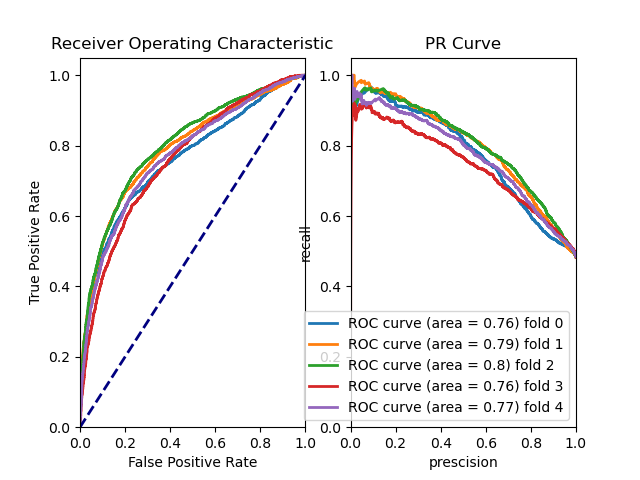 Receiver Operating Characteristic
PR Curve
1.0
0.8
0.6
0.4
0.2
0.0
True Positive Rate
0.0 0.2 0.4 0.6 0.8 1.0
False Positive Rate
1.0
0.8
0.6
0.4
0.2
0.0
recall
ROC curve (area = 0.76) fold 0
ROC curve (area = 0.79) fold 1
ROC curve (area = 0.8) fold 2
ROC curve (area = 0.76) fold 3
ROC curve (area = 0.77) fold 4
0.0 0.2 0.4 0.6 0.8 1.0
prescision